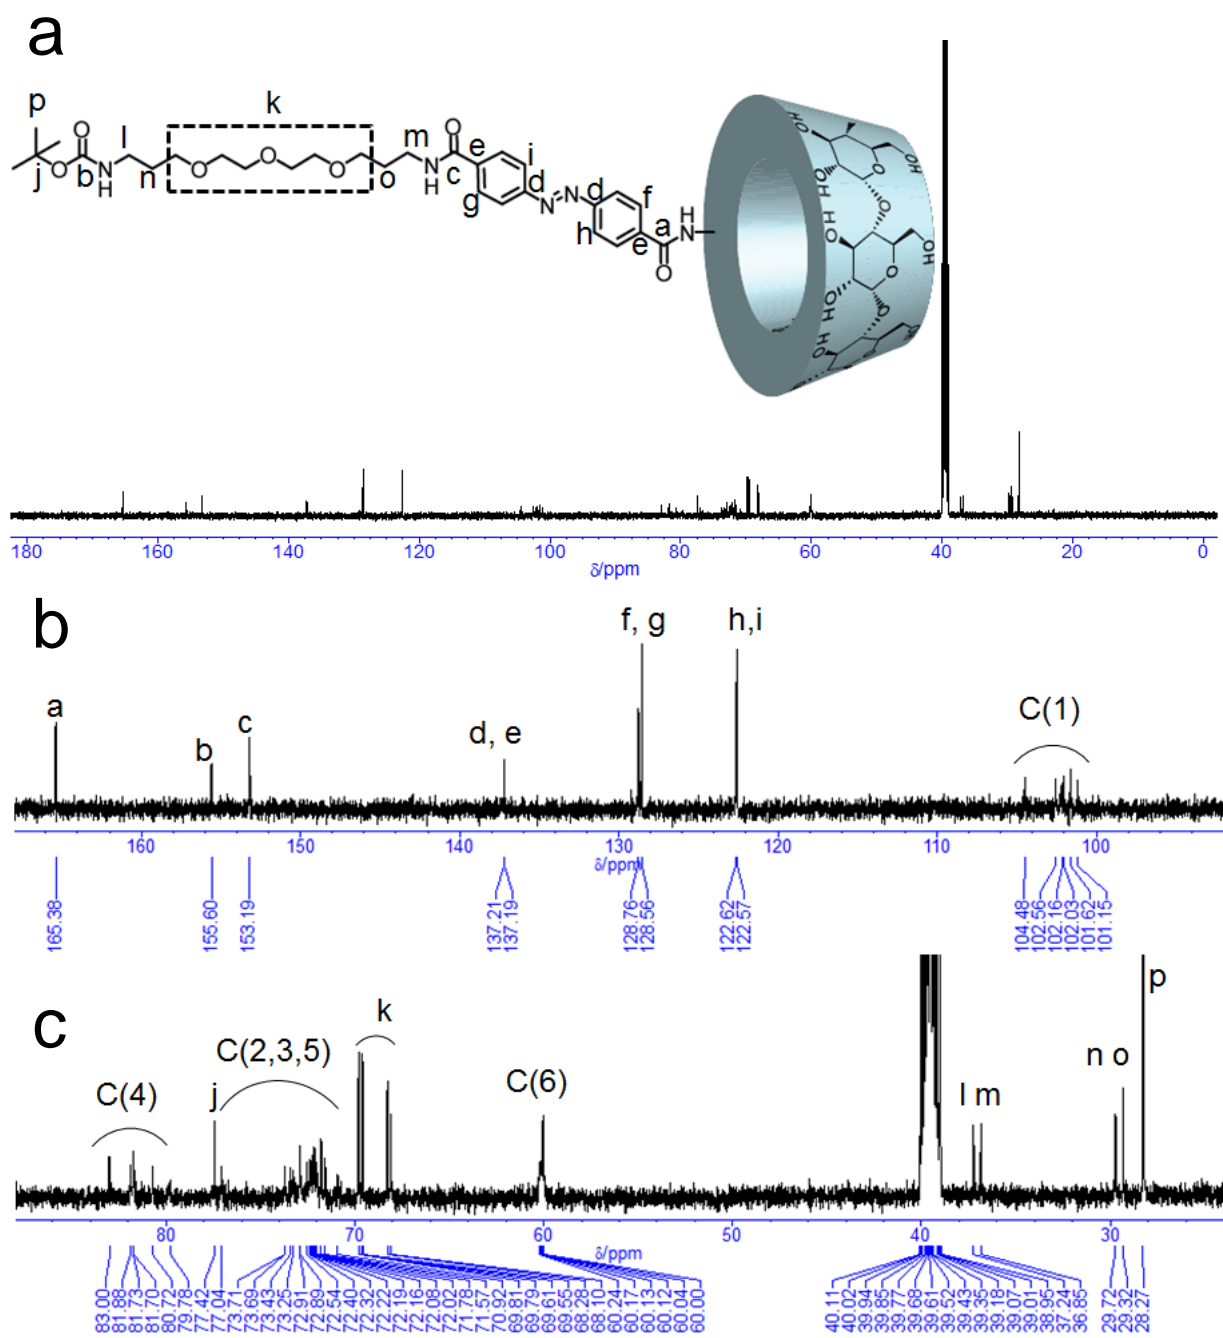 a
p
k
O
l
m
O
e
i
O
N
H
j
b
n
O
O
O
o
N
H
c
g
d
N
N
d
f
h
e
a
H
N
O
OH
HO
O
O
HO
OH
O
O
OH
HO
O
180 160 140 120 100 80 60 40 20 0
δ/ppm
b
f, g
h,i
a
b
c
d, e
C(1)
160 150 140 130 120 110 100
δ/ppm
165.38
155.60
153.19
137.21
137.19
128.76
128.56
122.62
122.57
104.48
102.56
102.16
102.03
101.62
101.15
c
C(4)
j
C(2,3,5)
k
C(6)
l m
n o
p
80 70 60 50 40 30
δ/ppm
83.00
81.88
81.73
81.70
80.72
79.78
77.42
77.04
73.71
73.69
73.43
73.25
72.91
72.89
72.54
72.40
72.32
72.22
72.19
72.16
72.08
72.02
71.78
71.57
70.92
69.81
69.79
69.61
69.55
68.28
68.10
60.24
60.17
60.13
60.12
60.04
60.00
40.11
40.02
39.94
39.85
39.77
39.68
39.61
39.52
39.43
39.35
39.18
39.07
39.01
38.95
37.24
36.85
29.72
29.32
28.27